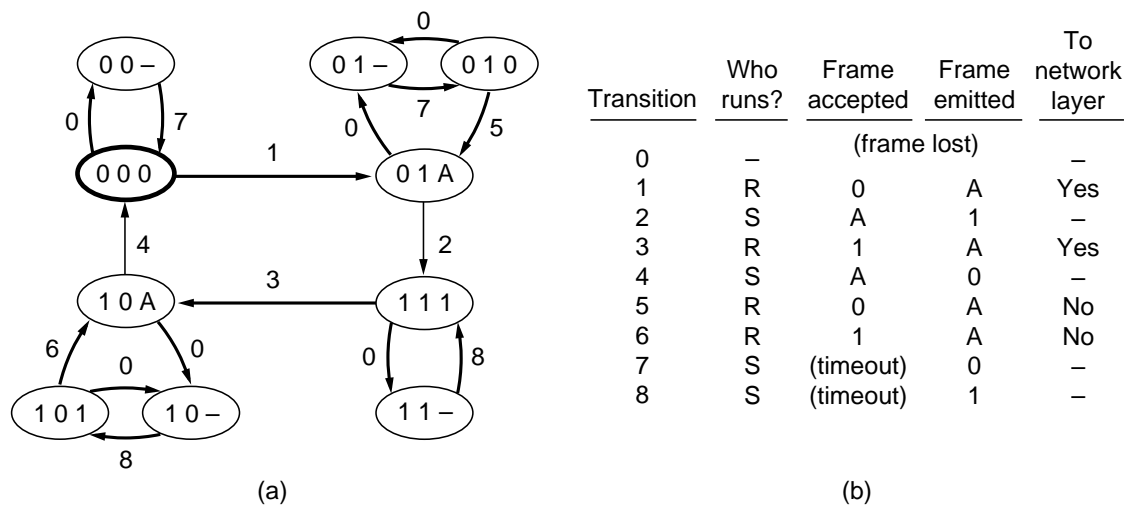 0
0 0 –
0 1 –
0 1 0
0
7
7
0
5
1
0 0 0
0 1 A
4
2
3
1 0 A
1 1 1
6
0
0
0
8
1 0 1
1 0 –
1 1 –
8
(a)
Transition Who runs? Frame accepted Frame emitted To network layer
(frame lost)
0 – –
1 R 0 A Yes
2 S A 1 –
3 R 1 A Yes
4 S A 0 –
5 R 0 A No
6 R 1 A No
7 S (timeout) 0 –
8 S (timeout) 1 –
(b)